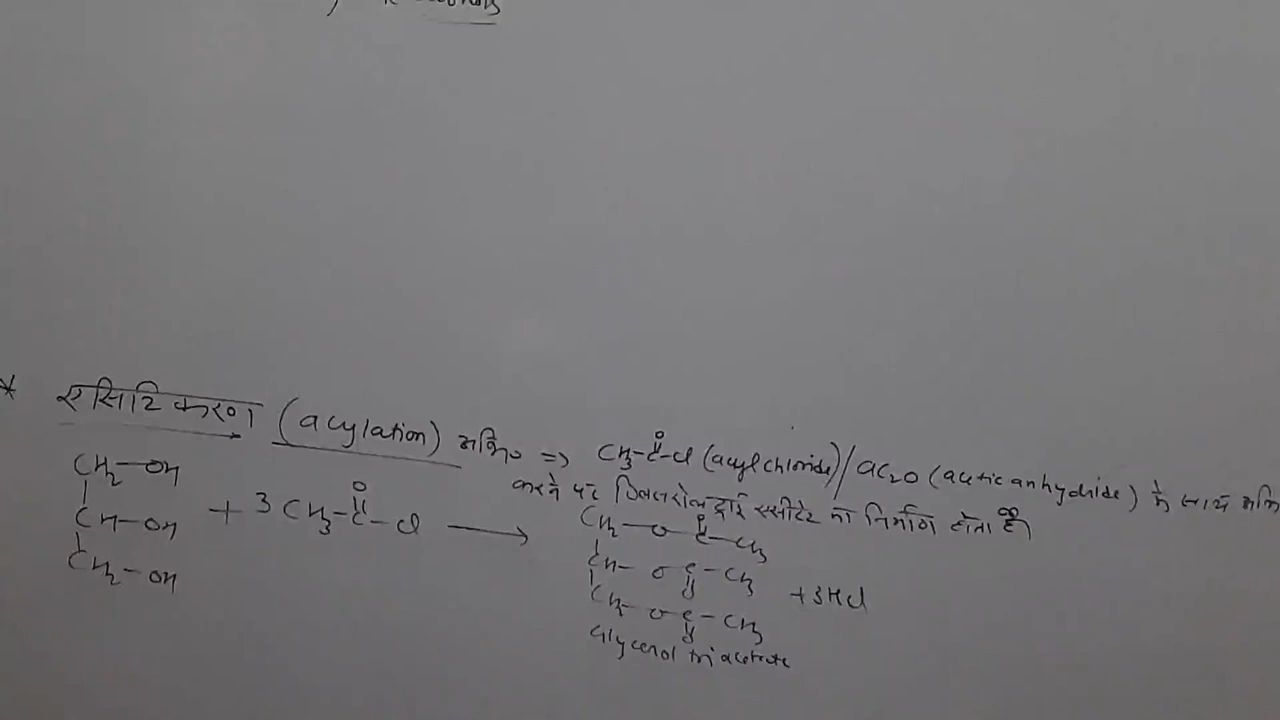 * एसिटिकरण (acylation) अभि० => CH3-C-Cl (acyl chloride)/AC2O (acetic anhydride) के साथ अभि
O
करने पर ग्लिसरॉल ट्राई एसीटेट का निर्माण होता है
CH2-OH
CH-OH + 3 CH3-C-Cl ⟶
O
CH2-OH
CH2-O-C-CH3
O
CH-O-C-CH3 + 3HCl
O
CH2-O-C-CH3
O
Glycerol triacetate